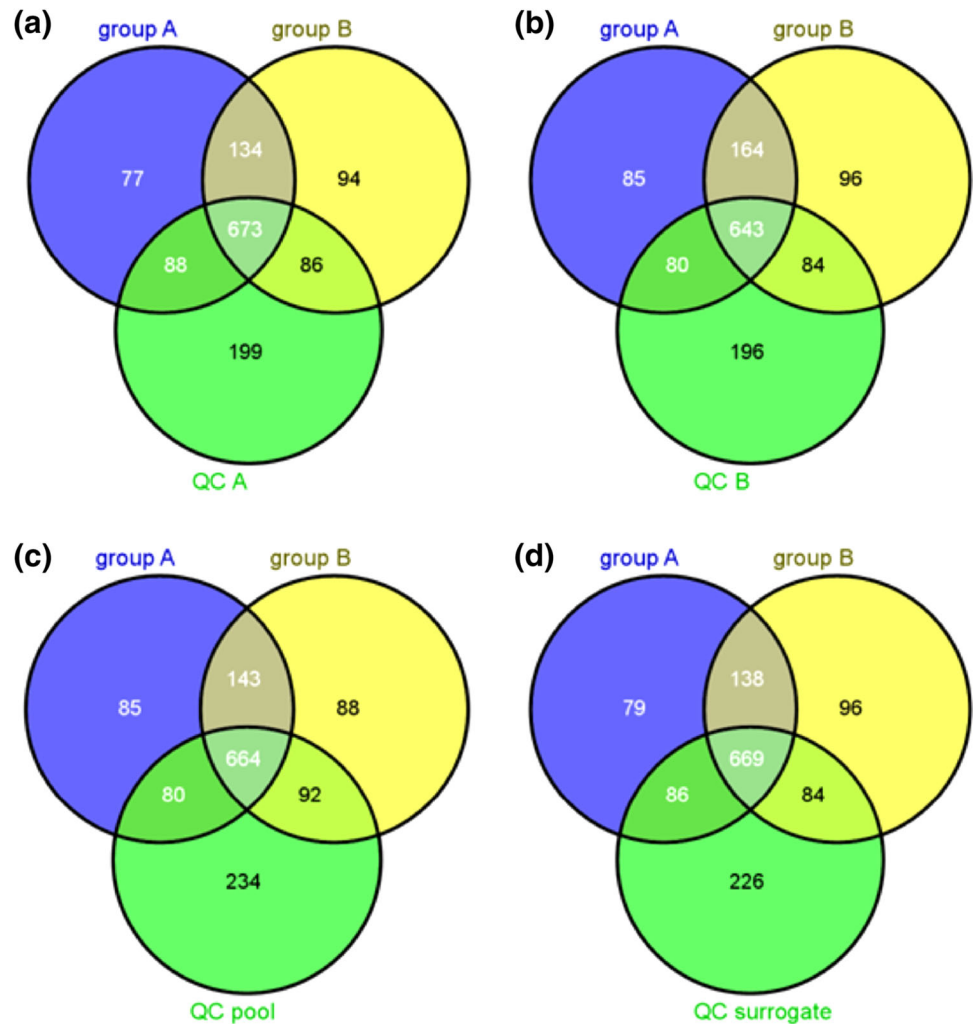 (a)
group A
group B
77
134
94
673
88
86
199
QC A
(b)
group A
group B
85
164
96
643
80
84
196
QC B
(c)
group A
group B
85
143
88
664
80
92
234
QC pool
(d)
group A
group B
79
138
96
669
86
84
226
QC surrogate